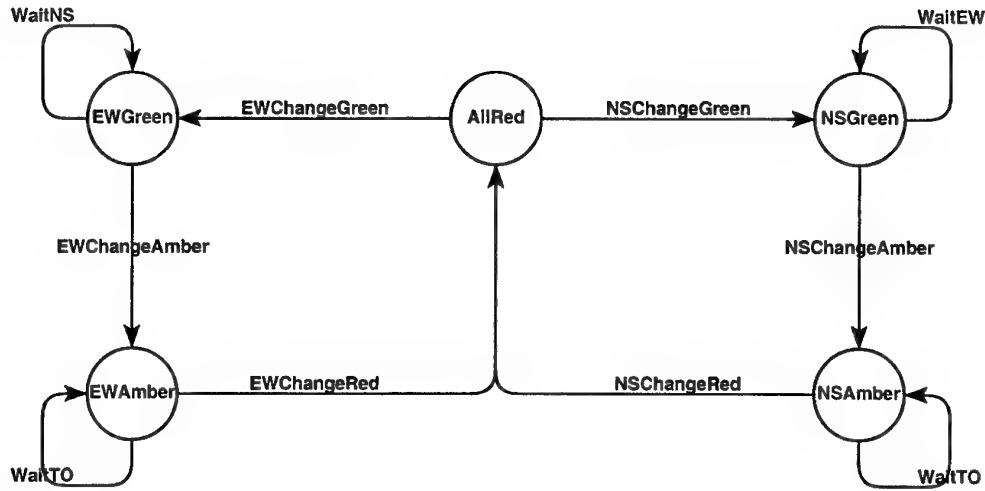 WaitNS
WaitEW
EWGreen
EWChangeGreen
AllRed
NSChangeGreen
NSGreen
EWChangeAmber
NSChangeAmber
EWAmber
EWChangeRed
NSChangeRed
NSAmber
WaitTO
WaitTO